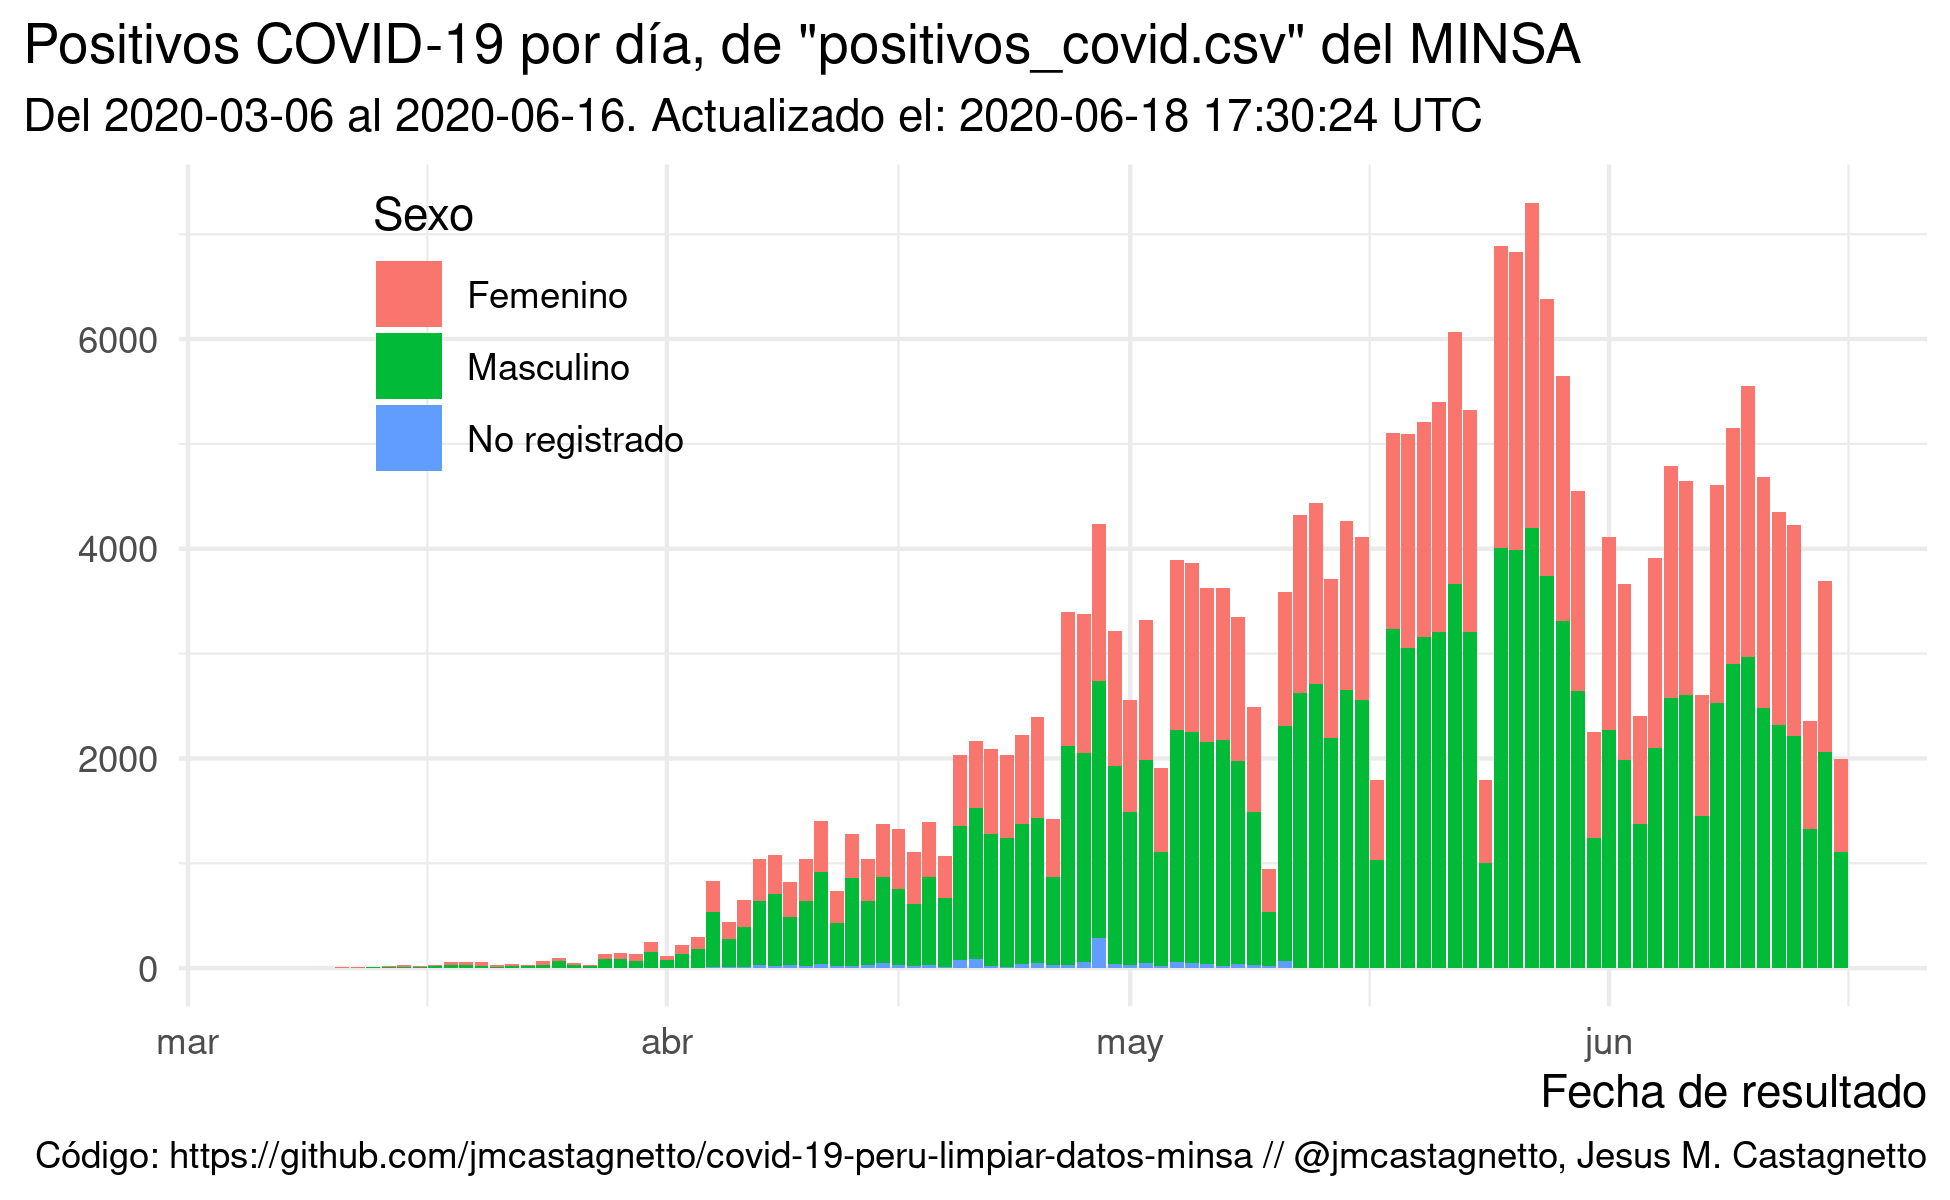 Positivos COVID-19 por día, de "positivos_covid.csv" del MINSA
Del 2020-03-06 al 2020-06-16. Actualizado el: 2020-06-18 17:30:24 UTC
Sexo
Femenino
Masculino
No registrado
6000
4000
2000
0
mar abr may jun
Fecha de resultado
Código: https://github.com/jmcastagnetto/covid-19-peru-limpiar-datos-minsa // @jmcastagnetto, Jesus M. Castagnetto